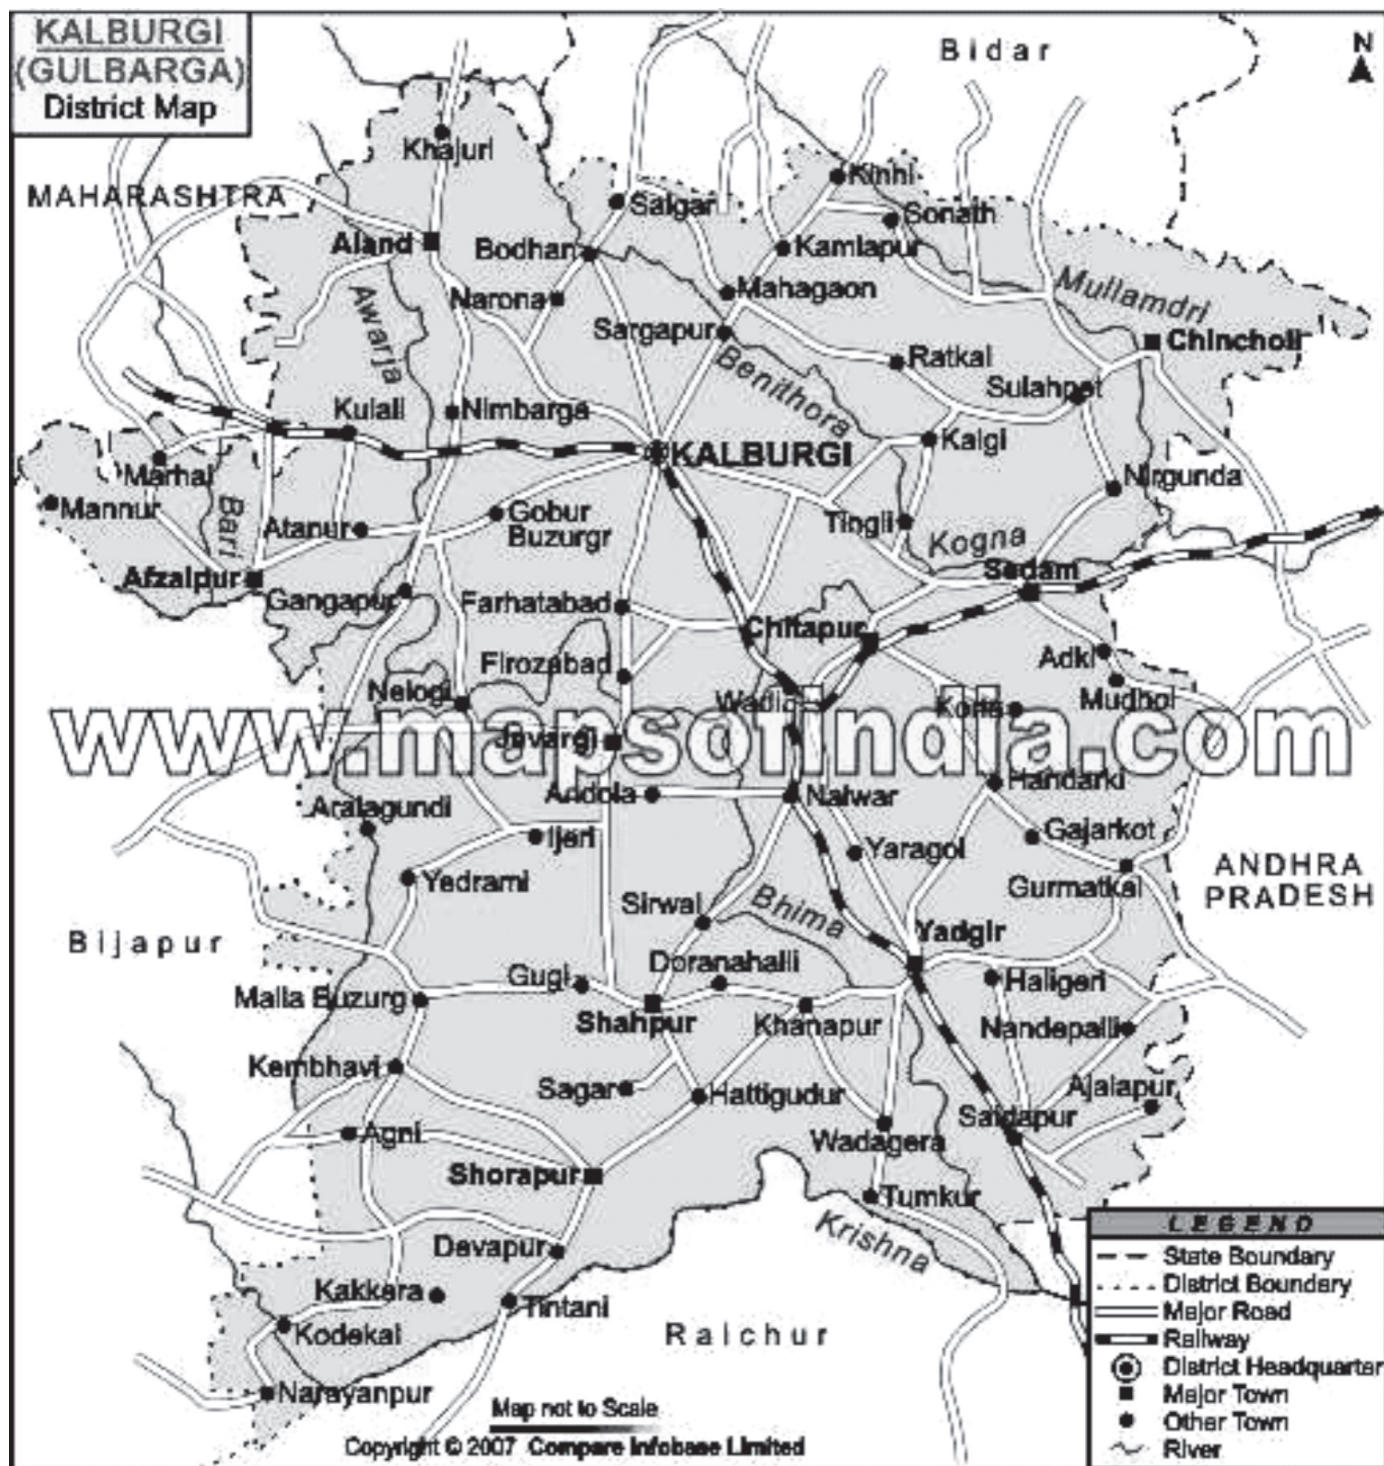 KALBURGI
(GULBARGA)
District Map
Bidar
N
Khajuri
MAHARASHTRA
Kinhi
Salgar
Sonath
Aland
Bodhan
Kamlapur
Awarja
Narona
Mahagaon
Mullamdri
Sargapur
Chincholi
Benithora
Ratkal
Sulahpet
Kulali
Nimbarga
Kalgi
KALBURGI
Marhal
Nirgunda
Mannur
Bari
Atanur
Gobur
Buzurgr
Tingli
Kogna
Afzalpur
Gangapur
Sedam
Farhatabad
Chitapur
Firozabad
Adki
Nelogi
Wadi
Mudhol
Kona
www.mapsofindia.com
Jevargi
Handarki
Andola
Nalwar
Aralagundi
Ijeri
Gajarkot
Yaragol
ANDHRA
PRADESH
Yedrami
Gurmatkal
Sirwal
Bhima
Yadgir
Bijapur
Gugi
Doranahalli
Haligeri
Malla Buzurg
Shahpur
Khanapur
Nandepalli
Kembhavi
Sagar
Hattigudur
Ajalapur
Agni
Wadagera
Saidapur
Shorapur
Tumkur
Krishna
Devapur
Kakkera
Tintani
Kodekal
Raichur
Narayanpur
Map not to Scale
Copyright © 2007 Compare Infobase Limited
LEGEND
State Boundary
District Boundary
Major Road
Railway
District Headquarter
Major Town
Other Town
River